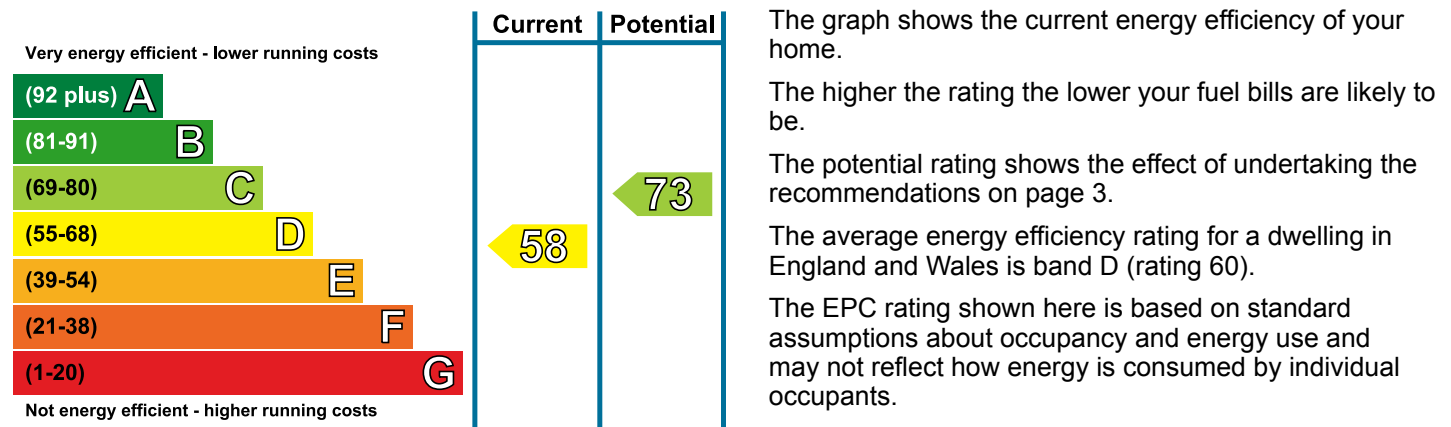 Current Potential
Very energy efficient - lower running costs
(92 plus) A
(81-91) B
(69-80) C
(55-68) D
(39-54) E
(21-38) F
(1-20) G
Not energy efficient - higher running costs
58
73
The graph shows the current energy efficiency of your
home.
The higher the rating the lower your fuel bills are likely to
be.
The potential rating shows the effect of undertaking the
recommendations on page 3.
The average energy efficiency rating for a dwelling in
England and Wales is band D (rating 60).
The EPC rating shown here is based on standard
assumptions about occupancy and energy use and
may not reflect how energy is consumed by individual
occupants.